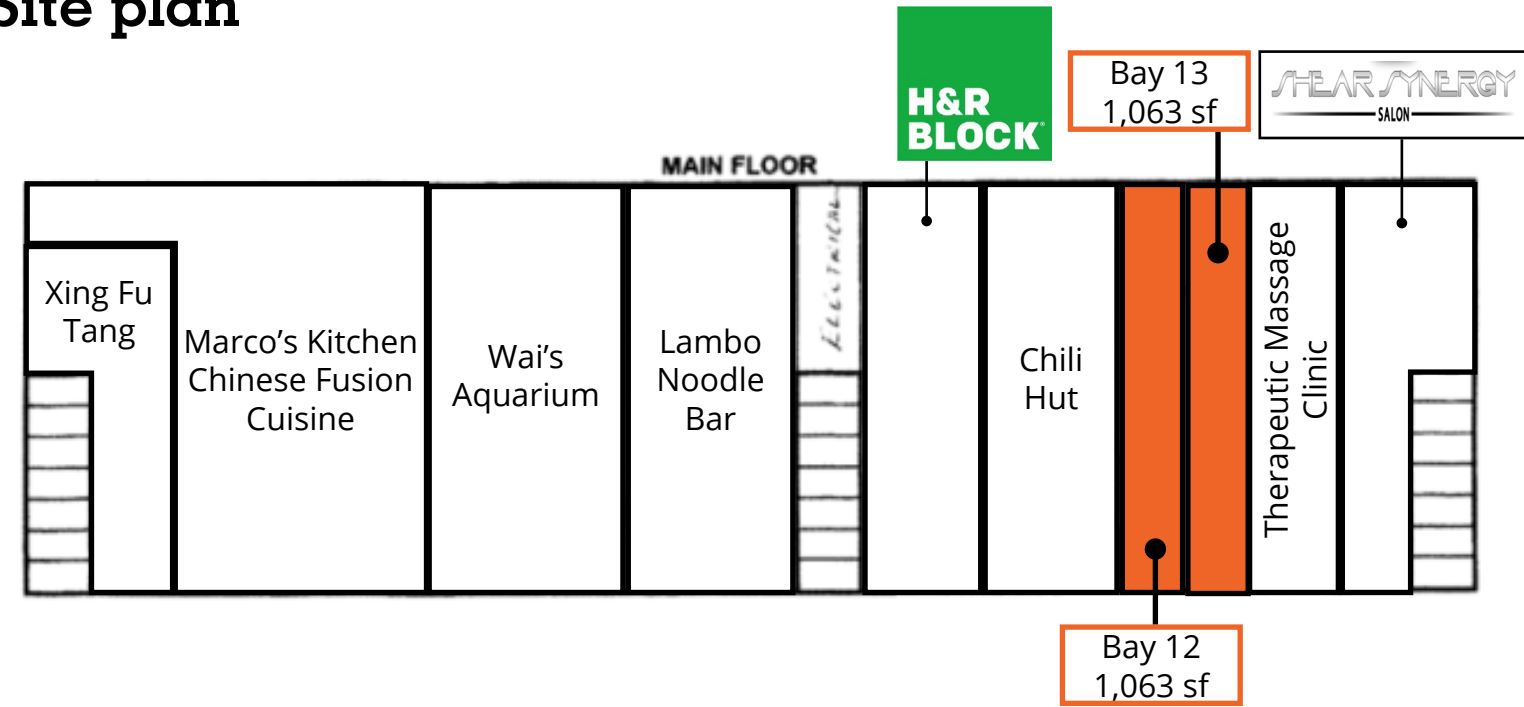 Site plan
H&R
BLOCK
Bay 13
1,063 sf
SHEAR SYNERGY
SALON
MAIN FLOOR
ELECTRICAL
Xing Fu
Tang
Marco’s Kitchen
Chinese Fusion
Cuisine
Wai’s
Aquarium
Lambo
Noodle
Bar
Chili
Hut
Therapeutic Massage
Clinic
Bay 12
1,063 sf